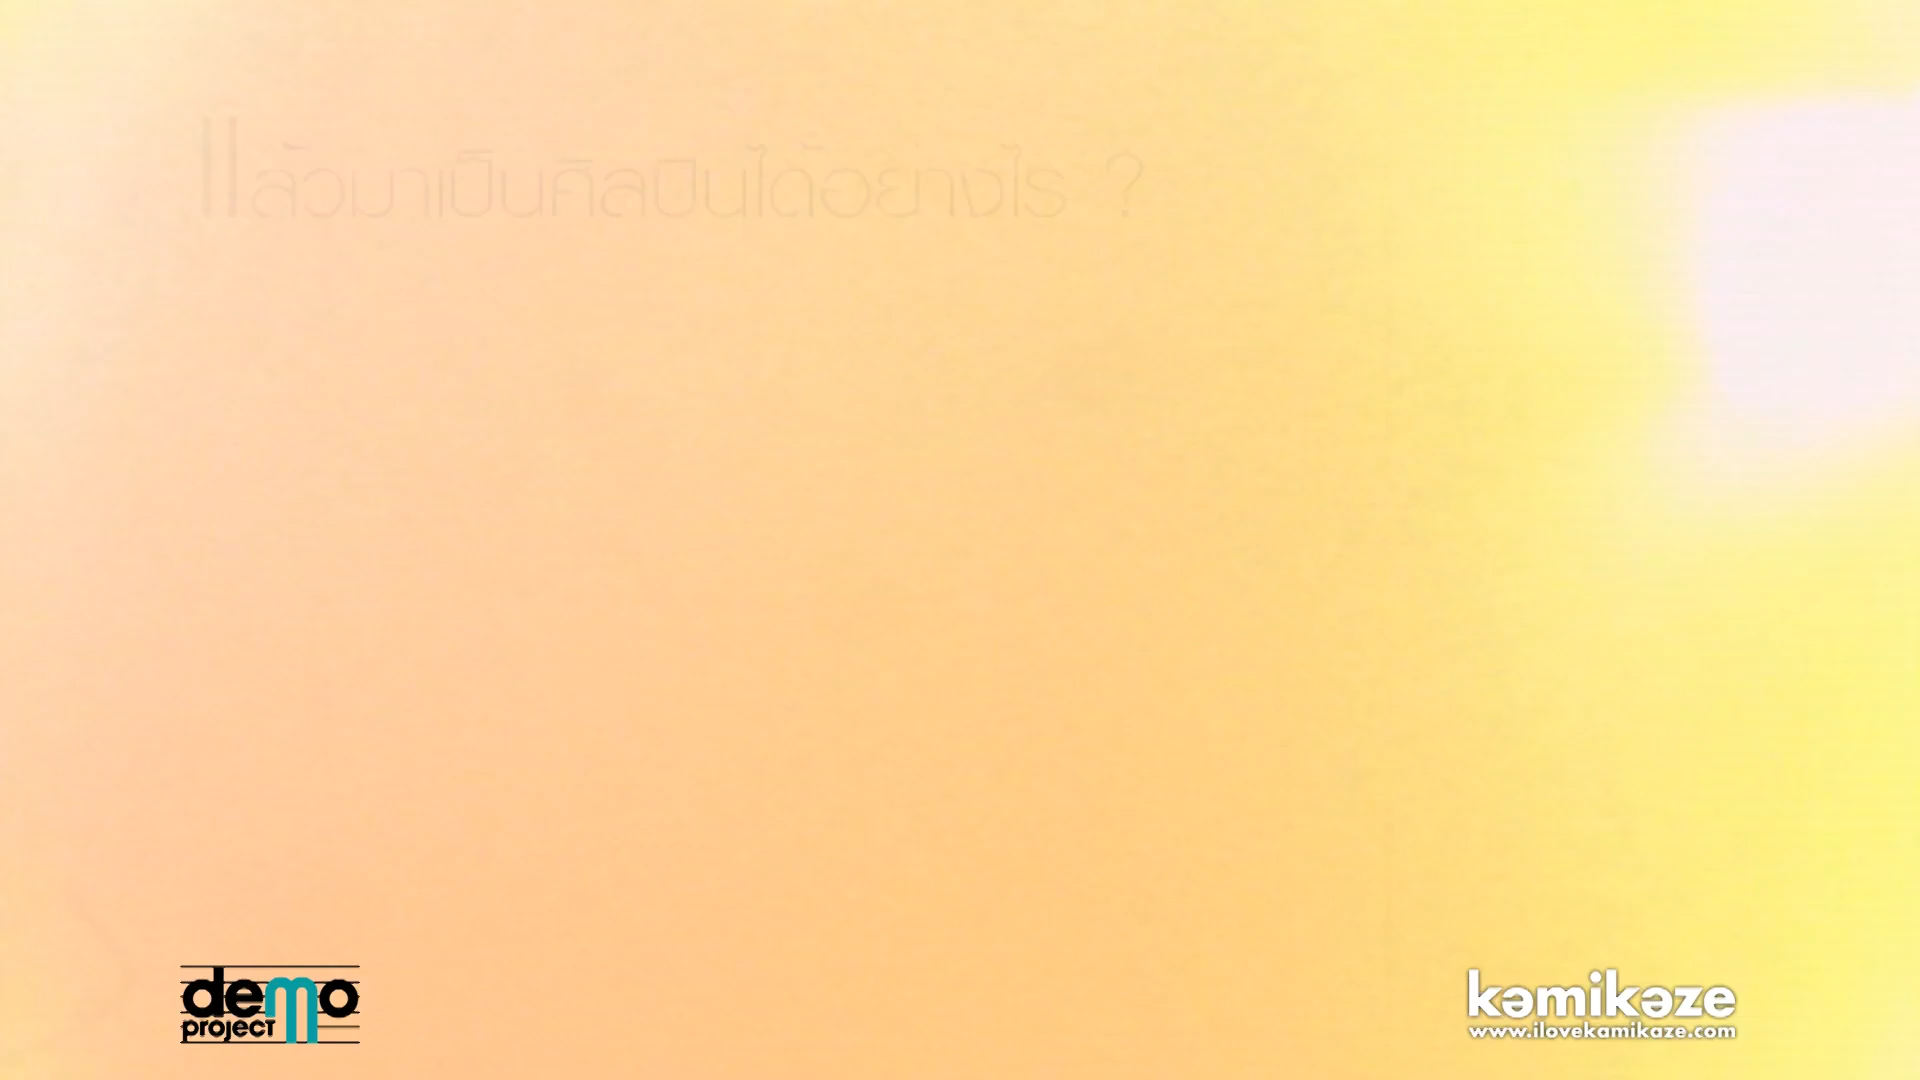 แล้วมาเป็นศิลปินได้อย่างไร ?
demo
project
kamikaze
www.ilovekamikaze.com